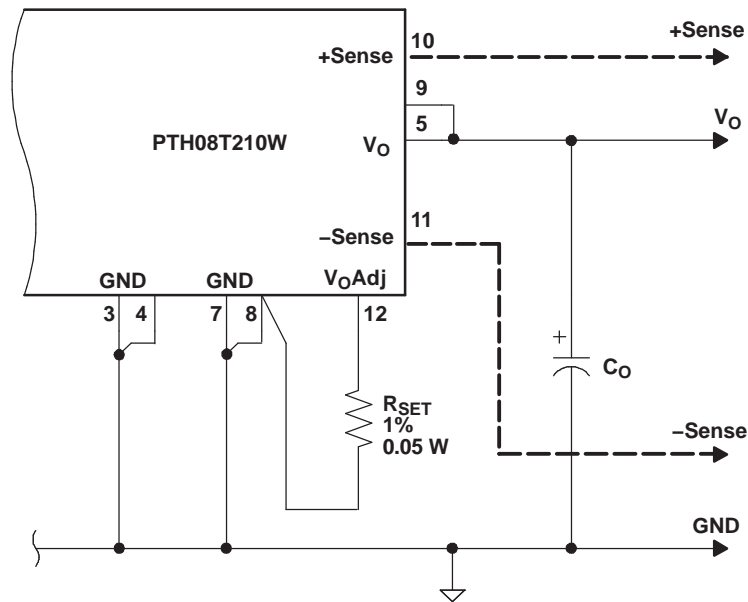 +Sense
10
+Sense
9
5
VO
PTH08T210W
VO
11
–Sense
GND
GND
VOAdj
3
4
7
8
12
+
CO
RSET
1%
0.05 W
–Sense
GND